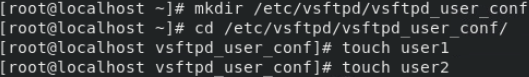 [root@localhost ~]# mkdir /etc/vsftpd/vsftpd_user_conf
[root@localhost ~]# cd /etc/vsftpd/vsftpd_user_conf/
[root@localhost vsftpd_user_conf]# touch user1
[root@localhost vsftpd_user_conf]# touch user2